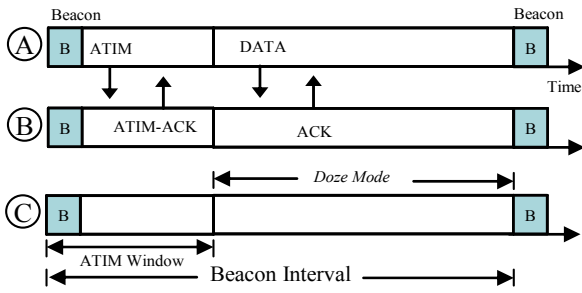 Beacon
Beacon
A
B
ATIM
DATA
B
Time
B
B
ATIM-ACK
ACK
B
Doze Mode
C
B
B
ATIM Window
Beacon Interval